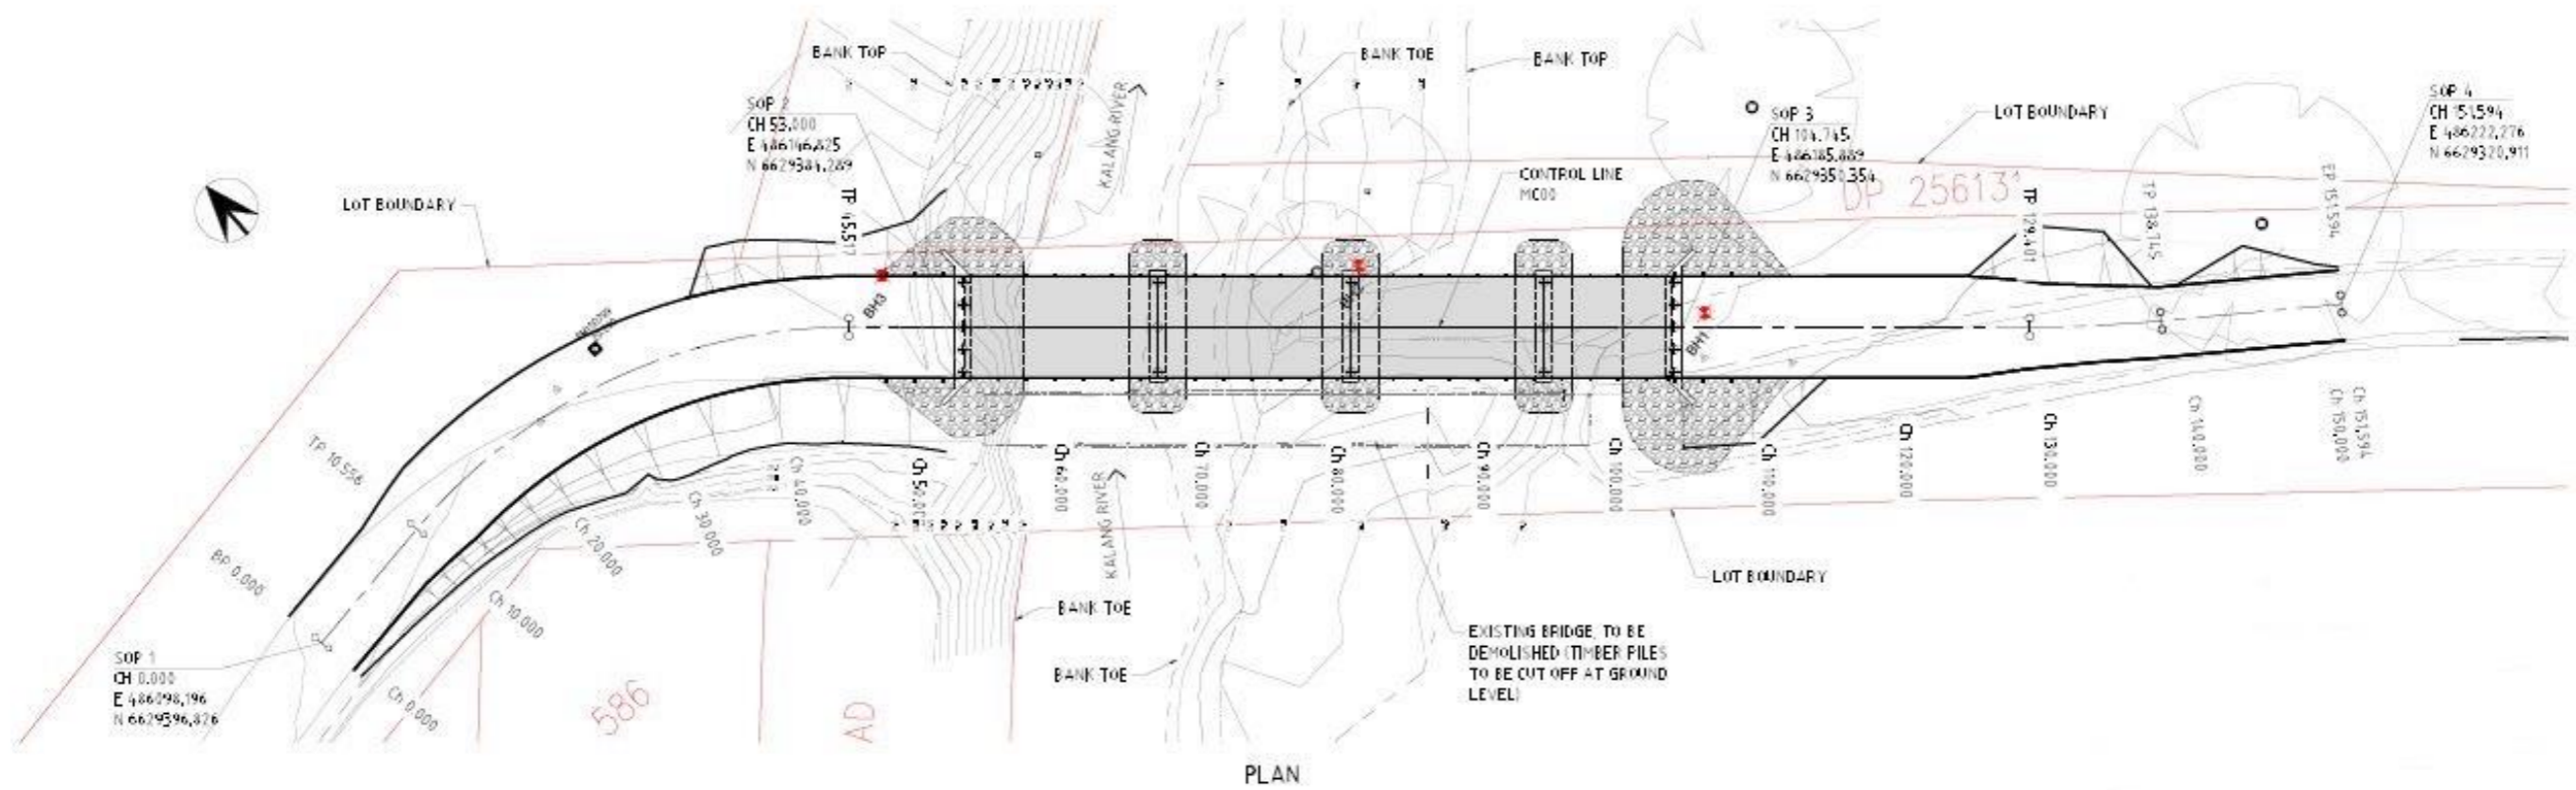 BANK TOP
BANK TOE
BANK TOP
SOP 2
CH 53.000
E 486146,825
N 6629384,289
KALANG RIVER
SOP 3
CH 104.745
E 486185,889
N 6629350,354
LOT BOUNDARY
SOP 4
CH 151.594
E 486222,276
N 6629320,911
LOT BOUNDARY
TP 45.517
CONTROL LINE
MC00
DP 256131
TP 129.401
TP 138.745
EP 151.594
BH3
BH1
TP 10.556
BP 0.000
Ch 0.000
Ch 10.000
Ch 20.000
Ch 30.000
Ch 40.000
Ch 50.000
Ch 60.000
Ch 70.000
Ch 80.000
Ch 90.000
Ch 100.000
Ch 110.000
Ch 120.000
Ch 130.000
Ch 140.000
Ch 150.000
Ch 151.594
KALANG RIVER
LOT BOUNDARY
BANK TOE
BANK TOE
EXISTING BRIDGE, TO BE
DEMOLISHED (TIMBER PILES
TO BE CUT OFF AT GROUND
LEVEL)
SOP 1
CH 0.000
E 486098,196
N 6629396,826
586
AD
PLAN